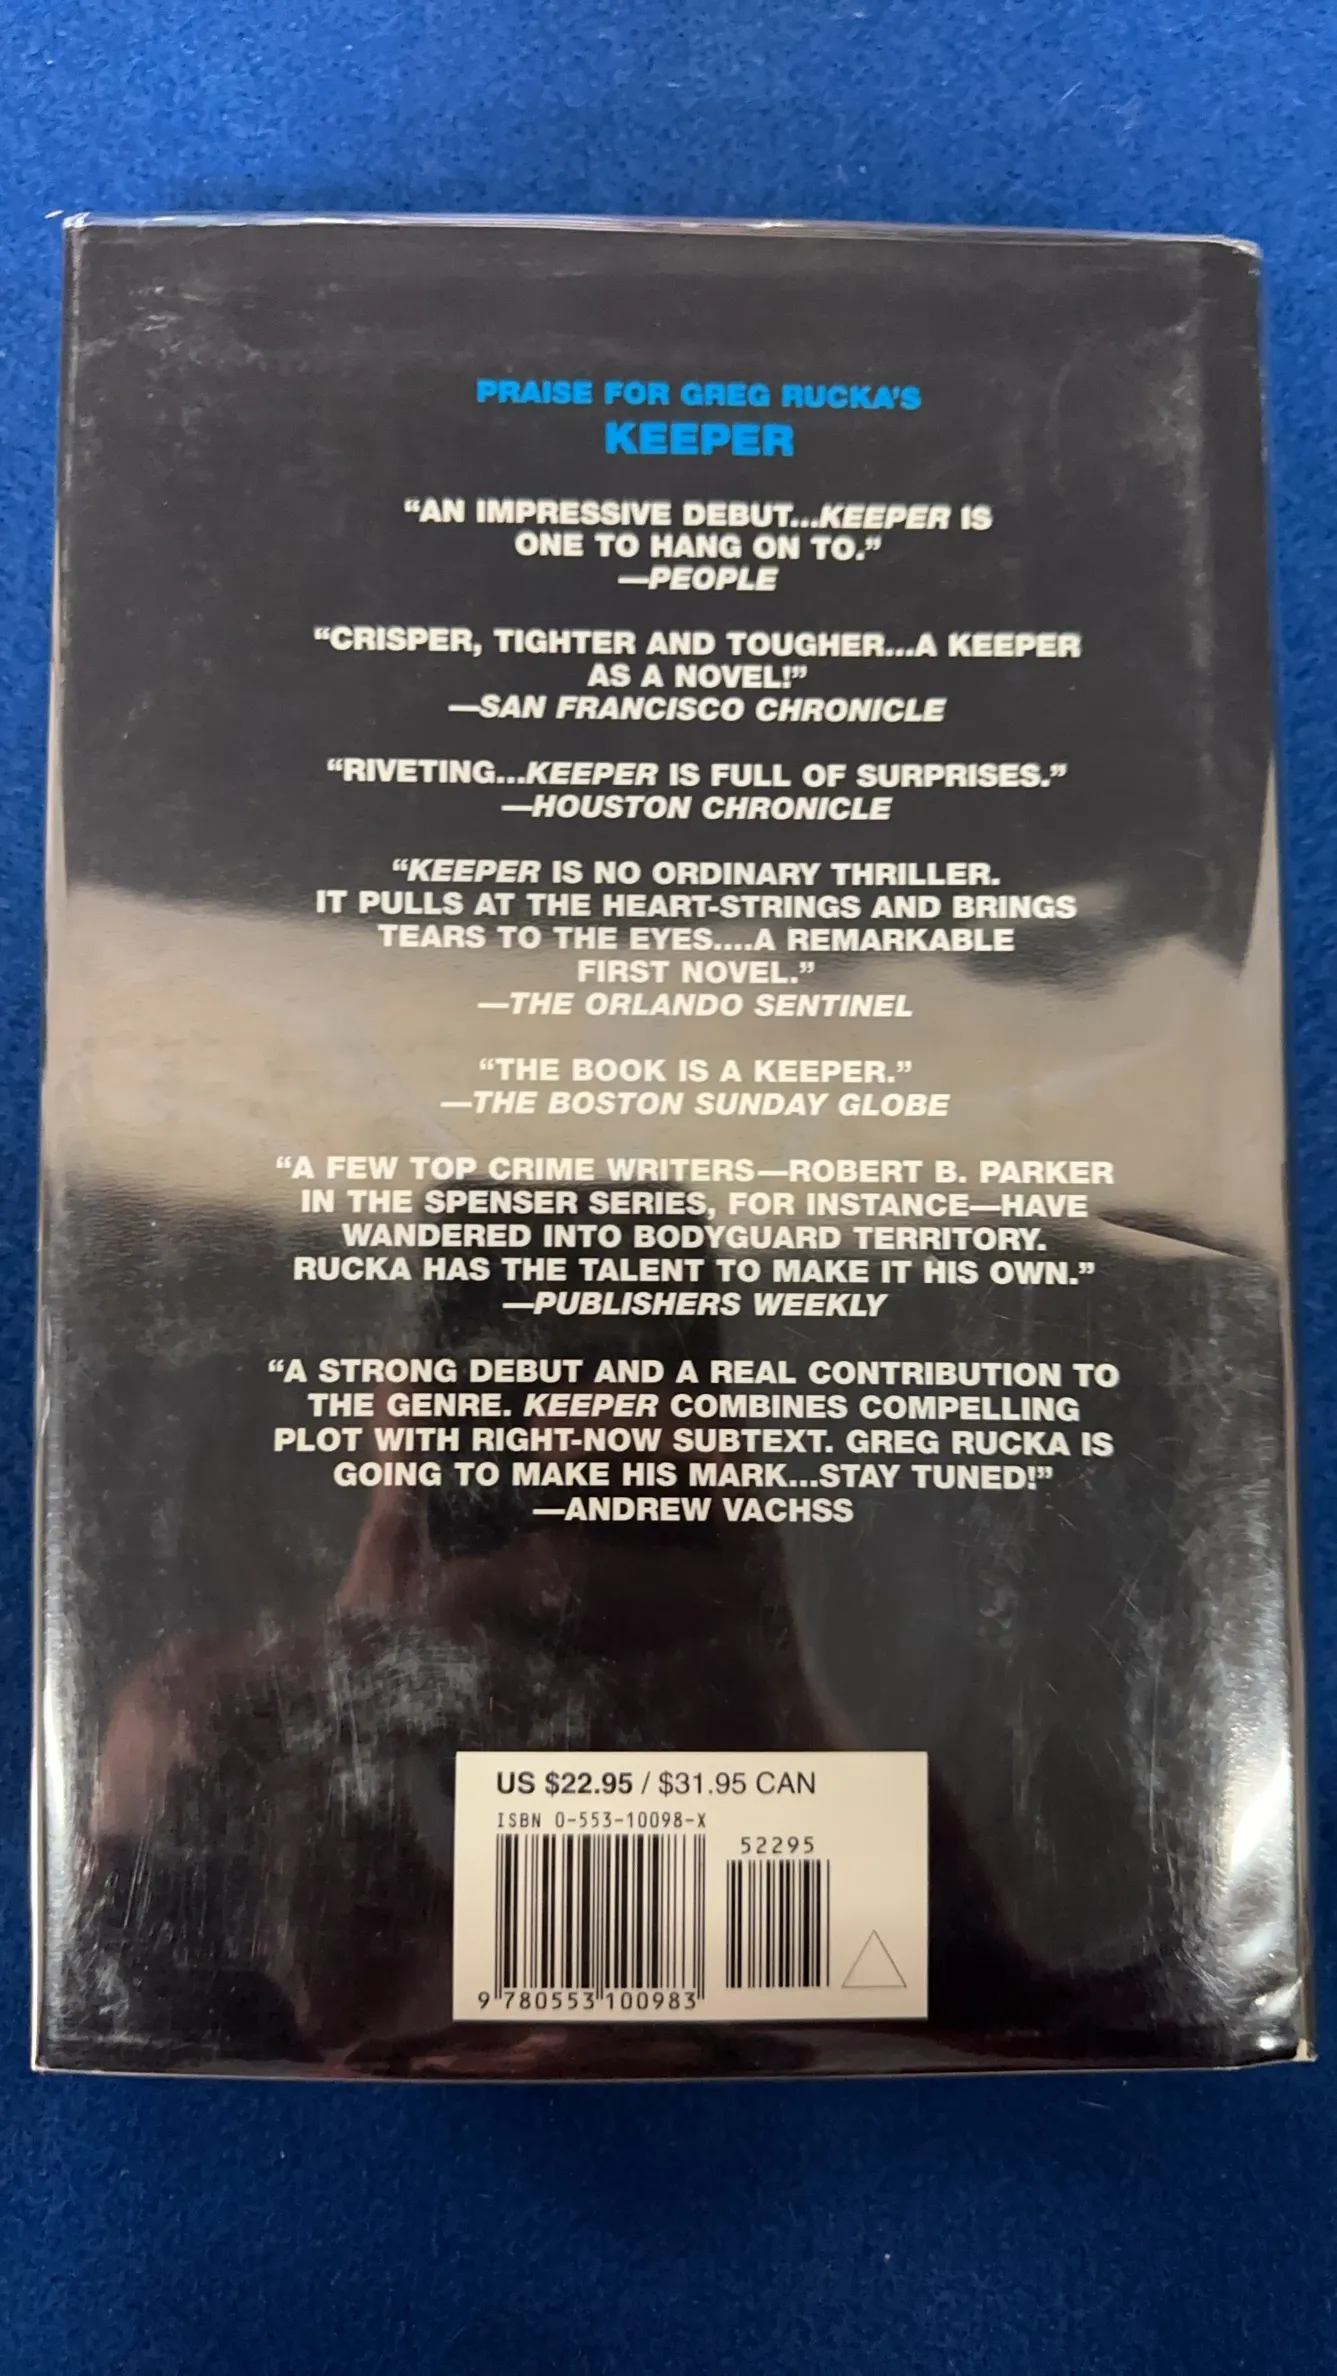 PRAISE FOR GREG RUCKA'S
KEEPER
“AN IMPRESSIVE DEBUT...KEEPER IS
ONE TO HANG ON TO.”
—PEOPLE
“CRISPER, TIGHTER AND TOUGHER...A KEEPER
AS A NOVEL!”
—SAN FRANCISCO CHRONICLE
“RIVETING...KEEPER IS FULL OF SURPRISES.”
—HOUSTON CHRONICLE
“KEEPER IS NO ORDINARY THRILLER.
IT PULLS AT THE HEART-STRINGS AND BRINGS
TEARS TO THE EYES....A REMARKABLE
FIRST NOVEL.”
—THE ORLANDO SENTINEL
“THE BOOK IS A KEEPER.”
—THE BOSTON SUNDAY GLOBE
“A FEW TOP CRIME WRITERS—ROBERT B. PARKER
IN THE SPENSER SERIES, FOR INSTANCE—HAVE
WANDERED INTO BODYGUARD TERRITORY.
RUCKA HAS THE TALENT TO MAKE IT HIS OWN.”
—PUBLISHERS WEEKLY
“A STRONG DEBUT AND A REAL CONTRIBUTION TO
THE GENRE. KEEPER COMBINES COMPELLING
PLOT WITH RIGHT-NOW SUBTEXT. GREG RUCKA IS
GOING TO MAKE HIS MARK...STAY TUNED!”
—ANDREW VACHSS
US $22.95 / $31.95 CAN
ISBN 0-553-10098-X
52295
9 780553 100983